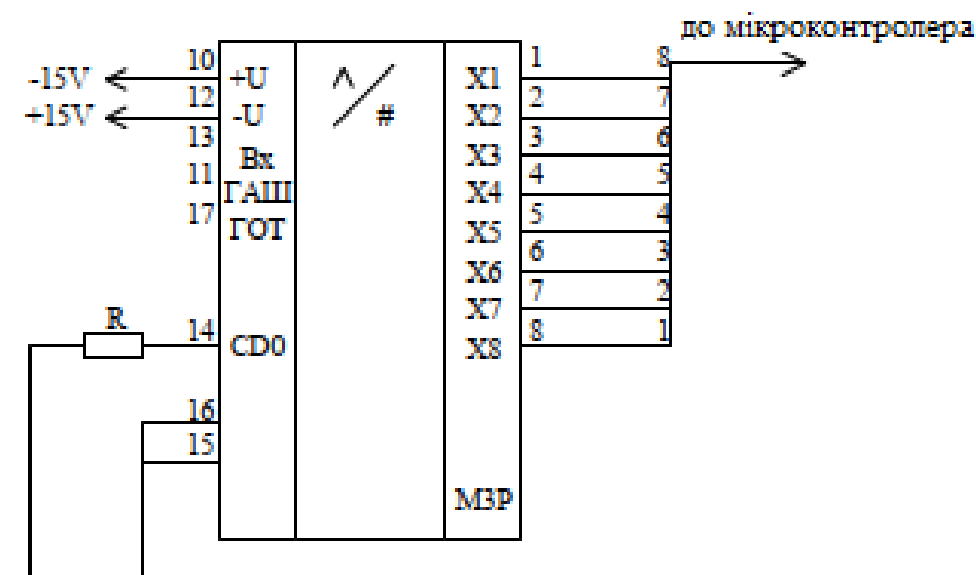 до мікроконтролера
10 +U ^/# X1 1 8
-15V
12 -U X2 2 7
+15V
13 Вх X3 3 6
11 ГАШ X4 4 5
17 ГОТ X5 5 4
X6 6 3
X7 7 2
R 14 CD0 X8 8 1
16
15
МЗР